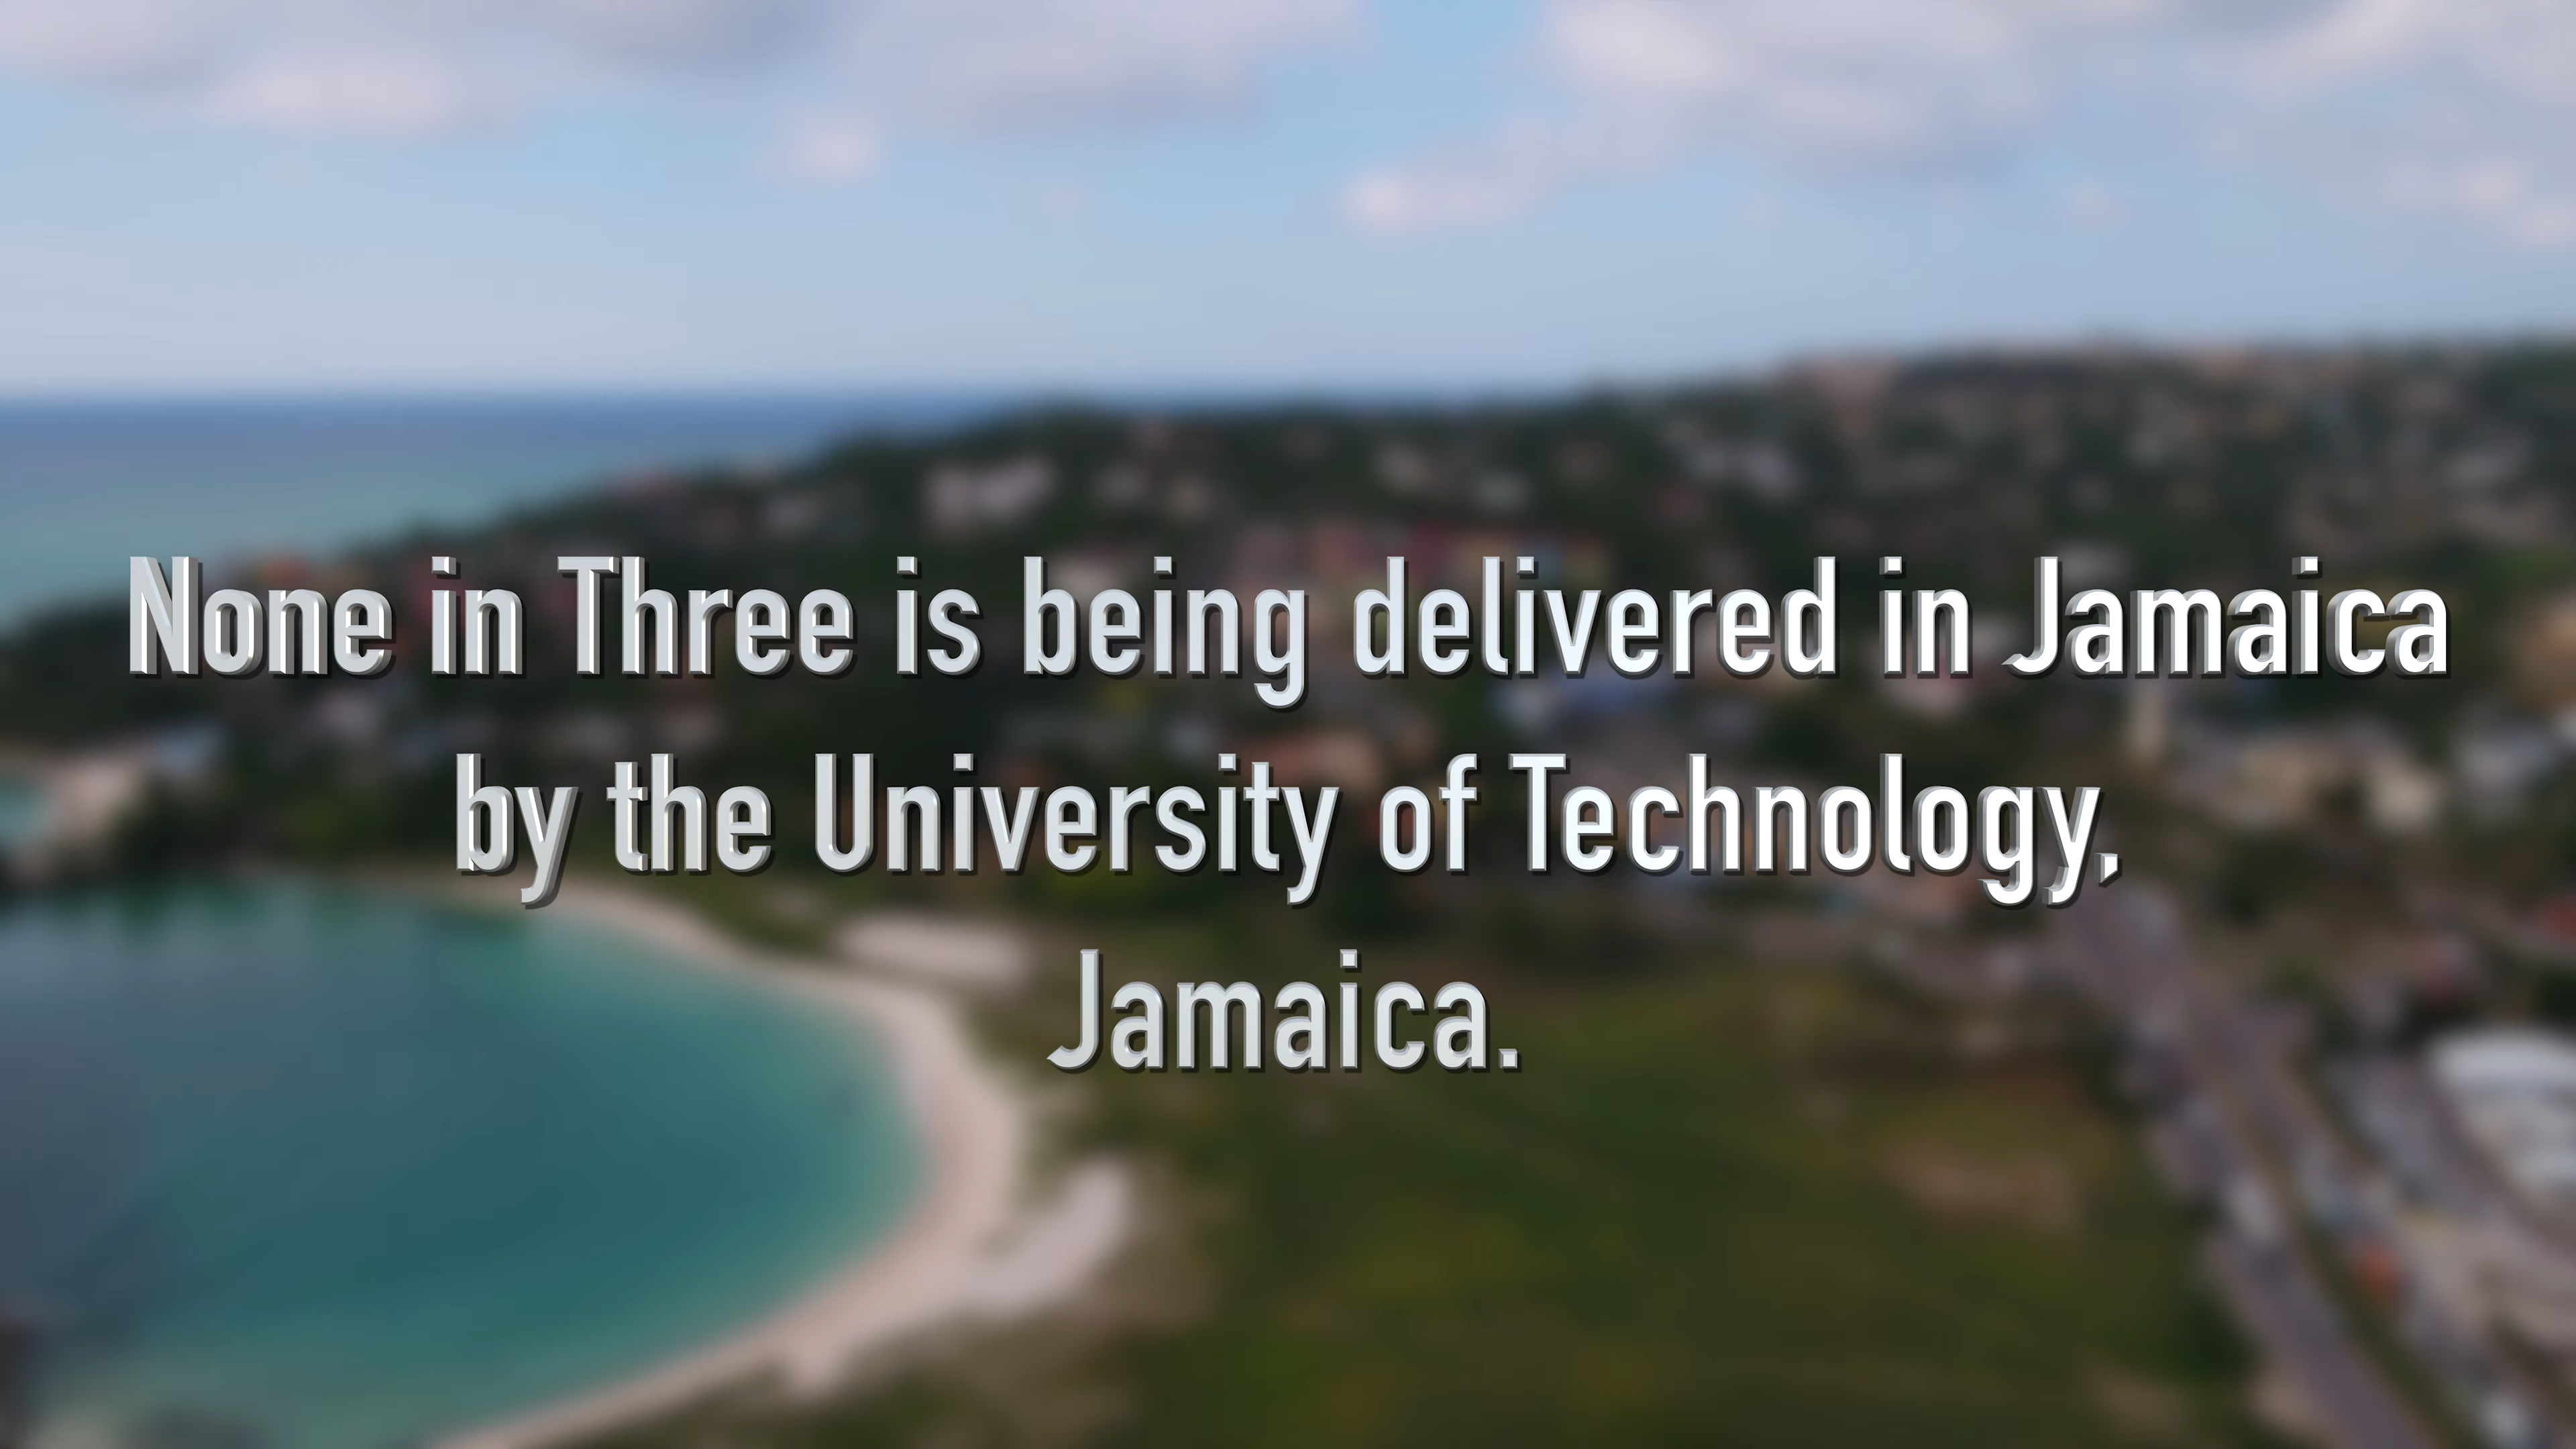 None in Three is being delivered in Jamaica
by the University of Technology,
Jamaica.